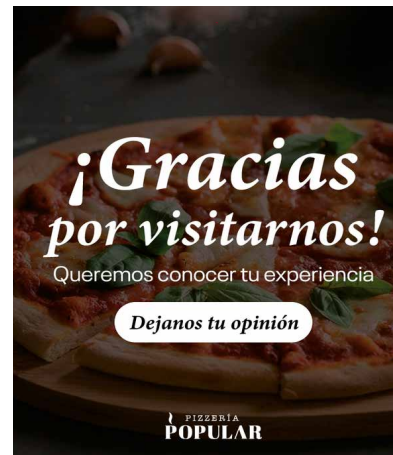 ¡Gracias
por visitarnos!
Queremos conocer tu experiencia
Dejanos tu opinión
PIZZERÍA
POPULAR